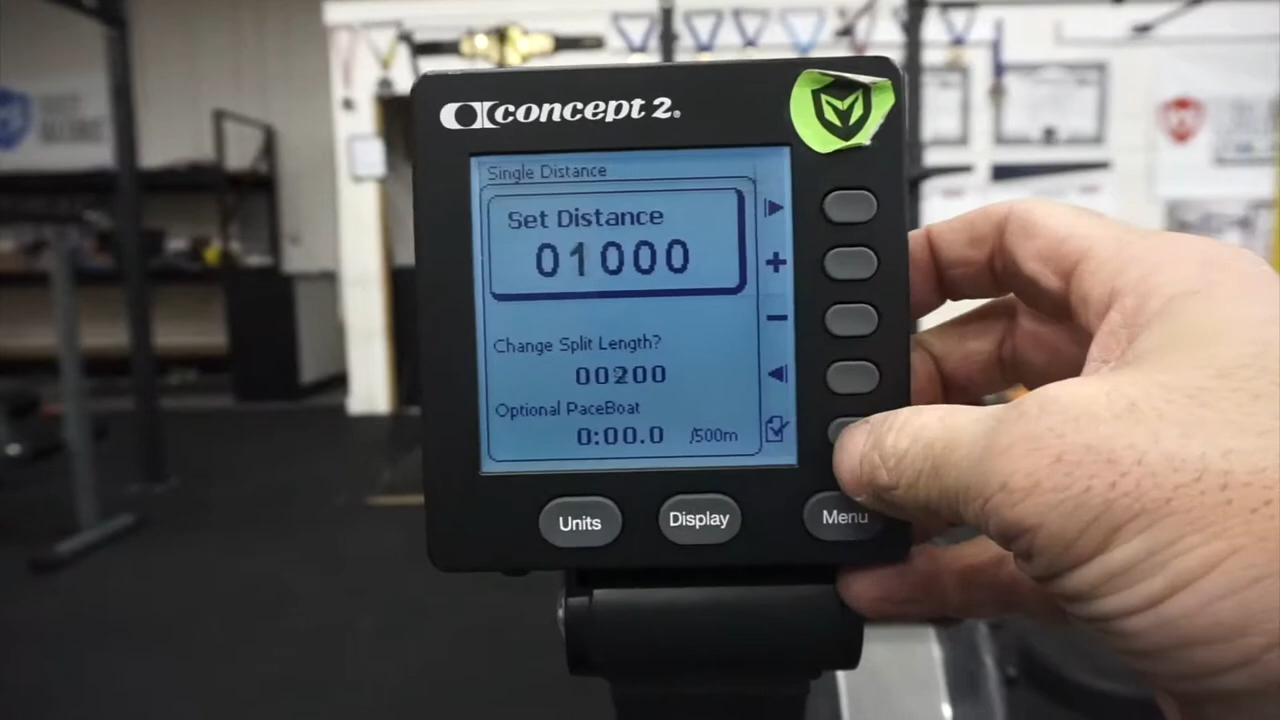 concept 2.
Single Distance
Set Distance
01000
Change Split Length?
00200
Optional PaceBoat
0:00.0 /500m
Units
Display
Menu